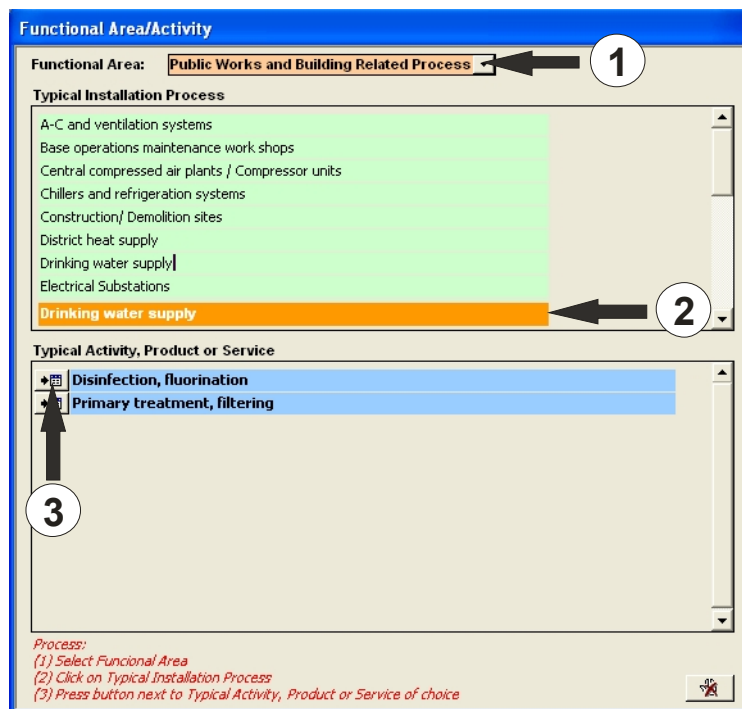 Functional Area/Activity
Functional Area: Public Works and Building Related Process
1
Typical Installation Process
A-C and ventilation systems
Base operations maintenance work shops
Central compressed air plants / Compressor units
Chillers and refrigeration systems
Construction/ Demolition sites
District heat supply
Drinking water supply
Electrical Substations
Drinking water supply
2
Typical Activity, Product or Service
Disinfection, fluorination
Primary treatment, filtering
3
Process:
(1) Select Funcional Area
(2) Click on Typical Installation Process
(3) Press button next to Typical Activity, Product or Service of choice